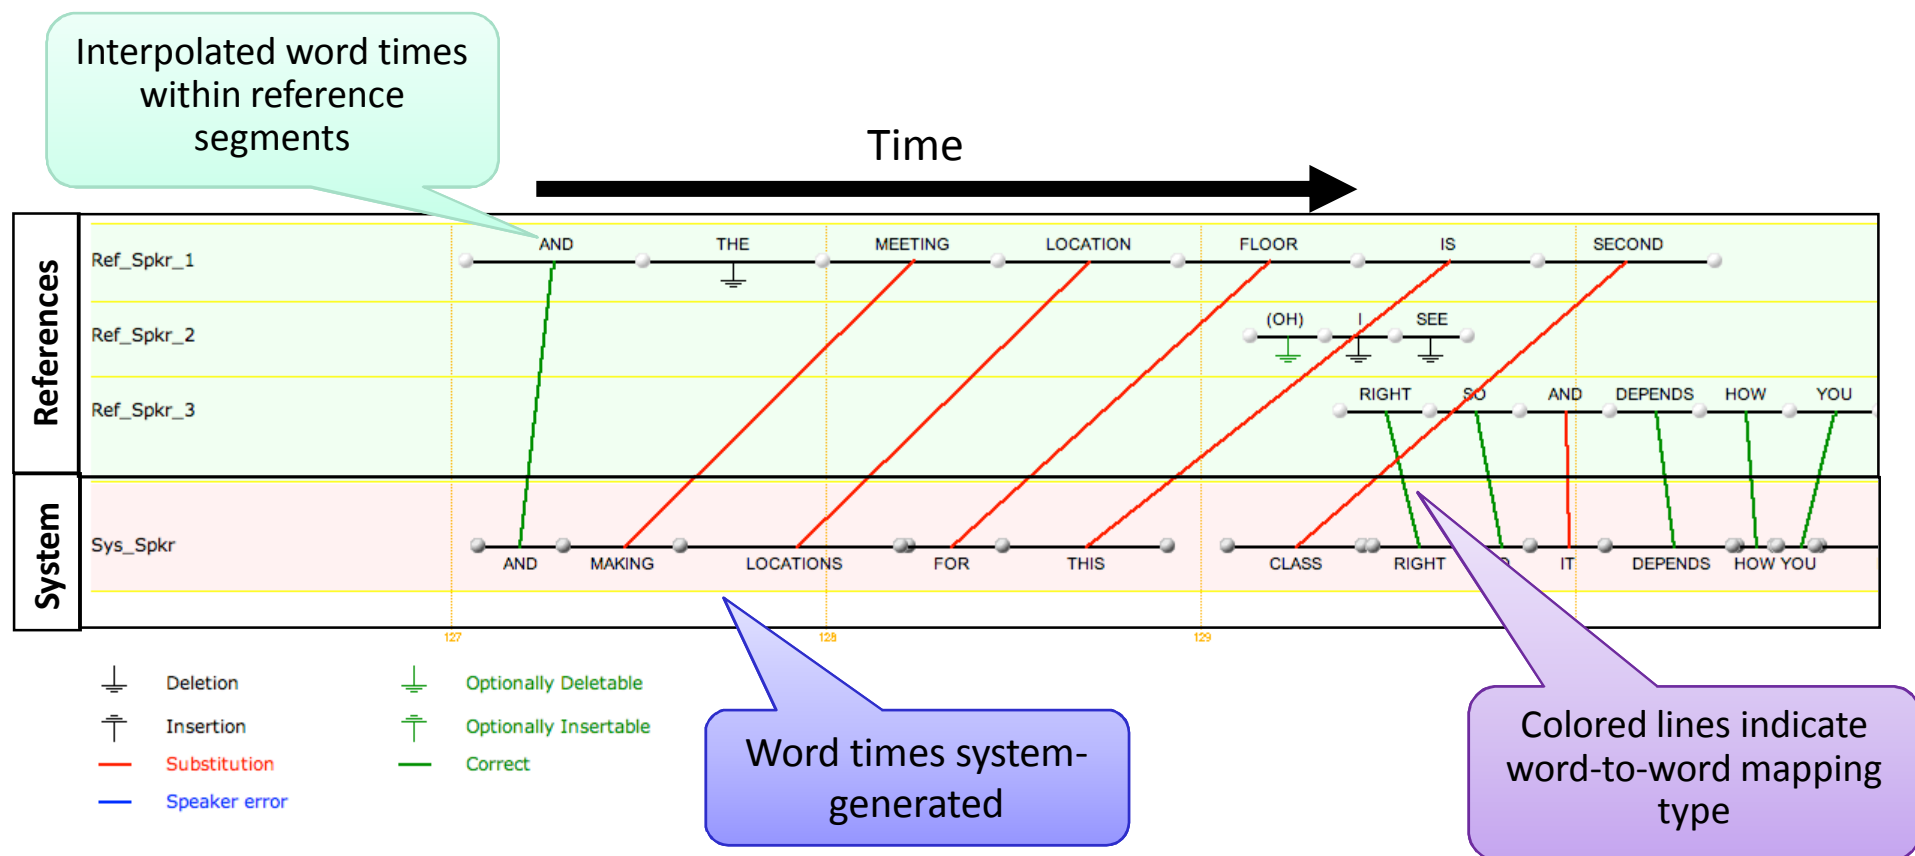 Interpolated word times
within reference
segments
Time
References
Ref_Spkr_1
AND THE MEETING LOCATION FLOOR IS SECOND
Ref_Spkr_2
(OH) I SEE
Ref_Spkr_3
RIGHT SO AND DEPENDS HOW YOU
System
Sys_Spkr
AND MAKING LOCATIONS FOR THIS CLASS RIGHT IT DEPENDS HOW YOU
127 128 129
Deletion
Insertion
Substitution
Speaker error
Optionally Deletable
Optionally Insertable
Correct
Word times system-
generated
Colored lines indicate
word-to-word mapping
type